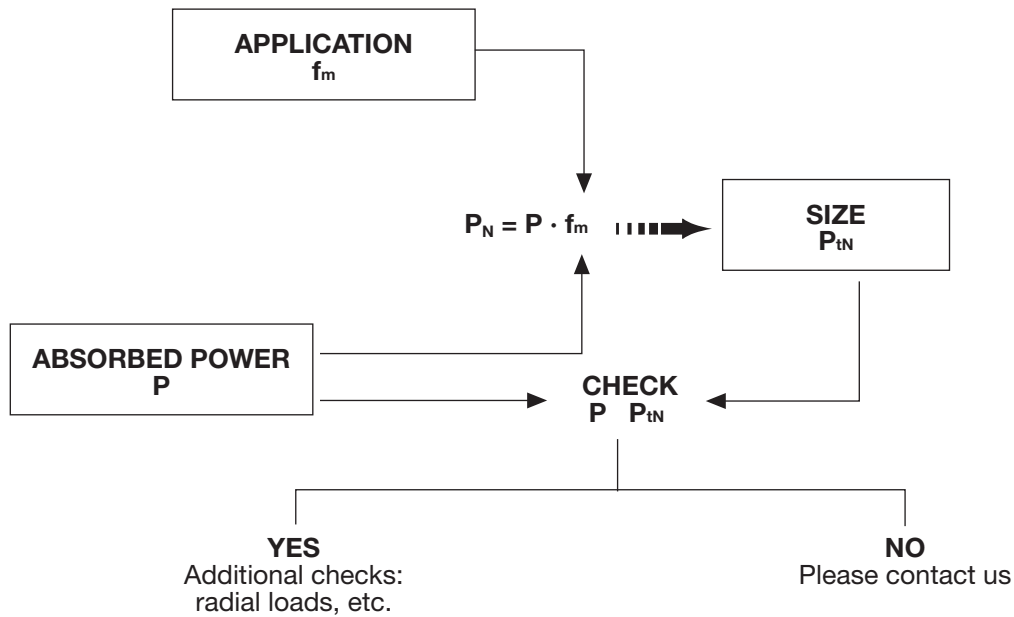 APPLICATION
fm
PN = P · fm
SIZE
PtN
ABSORBED POWER
P
CHECK
P PtN
YES
Additional checks:
radial loads, etc.
NO
Please contact us